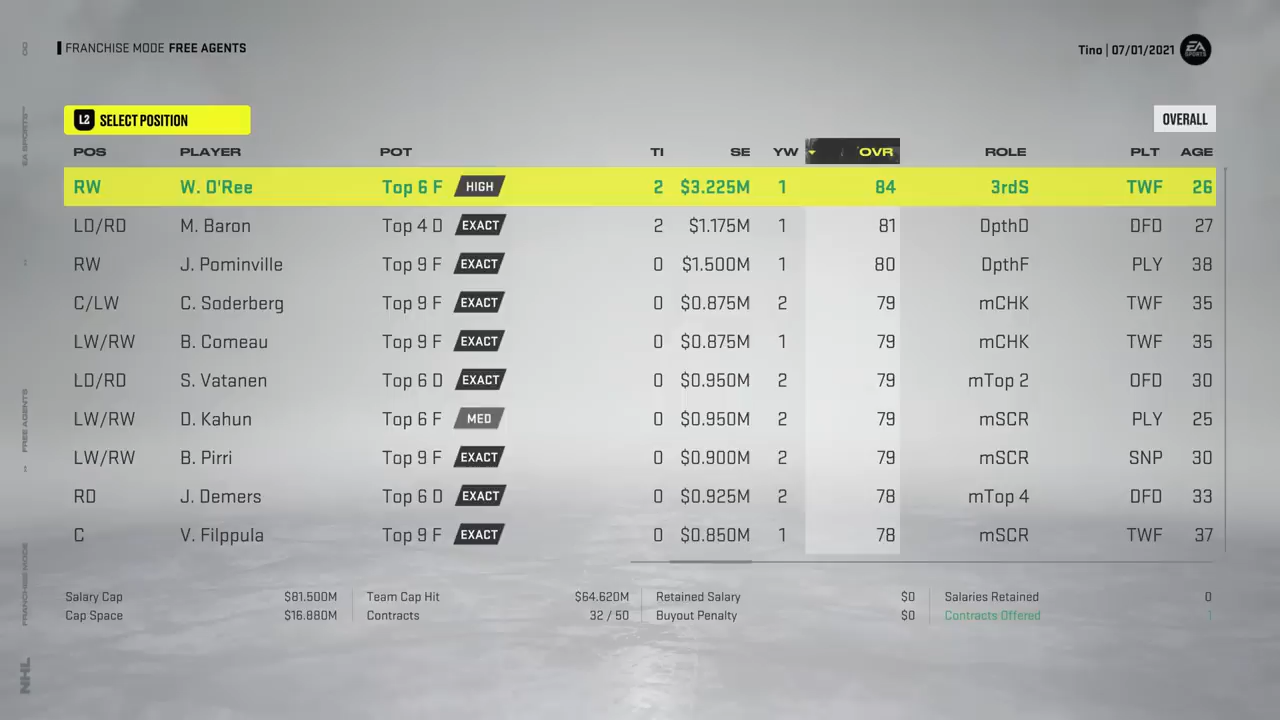 FRANCHISE MODE FREE AGENTS
Tino | 07/01/2021
EA SPORTS
L2 SELECT POSITION
OVERALL
POS PLAYER POT TI SE YW OVR ROLE PLT AGE
RW W. O'Ree Top 6 F HIGH 2 $3.225M 1 84 3rdS TWF 26
LD/RD M. Baron Top 4 D EXACT 2 $1.175M 1 81 DpthD DFD 27
RW J. Pominville Top 9 F EXACT 0 $1.500M 1 80 DpthF PLY 38
C/LW C. Soderberg Top 9 F EXACT 0 $0.875M 2 79 mCHK TWF 35
LW/RW B. Comeau Top 9 F EXACT 0 $0.875M 1 79 mCHK TWF 35
LD/RD S. Vatanen Top 6 D EXACT 0 $0.950M 2 79 mTop 2 OFD 30
LW/RW D. Kahun Top 6 F MED 0 $0.950M 2 79 mSCR PLY 25
LW/RW B. Pirri Top 9 F EXACT 0 $0.900M 2 79 mSCR SNP 30
RD J. Demers Top 6 D EXACT 0 $0.925M 2 78 mTop 4 DFD 33
C V. Filppula Top 9 F EXACT 0 $0.850M 1 78 mSCR TWF 37
Salary Cap $81.500M Team Cap Hit $64.620M Retained Salary $0 Salaries Retained 0
Cap Space $16.880M Contracts 32 / 50 Buyout Penalty $0 Contracts Offered 1
NHL FRANCHISE MODE >> FREE AGENTS >> EA SPORTS™